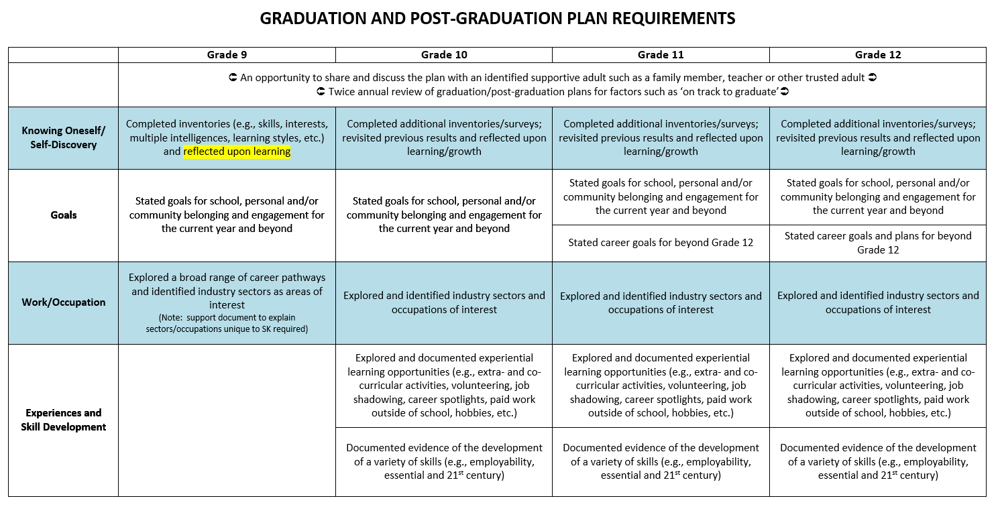 GRADUATION AND POST-GRADUATION PLAN REQUIREMENTS
Grade 9
Grade 10
Grade 11
Grade 12
➲ An opportunity to share and discuss the plan with an identified supportive adult such as a family member, teacher or other trusted adult ➲
➲ Twice annual review of graduation/post-graduation plans for factors such as ‘on track to graduate’➲
Knowing Oneself/
Self-Discovery
Completed inventories (e.g., skills, interests,
multiple intelligences, learning styles, etc.)
and reflected upon learning
Completed additional inventories/surveys;
revisited previous results and reflected upon
learning/growth
Completed additional inventories/surveys;
revisited previous results and reflected upon
learning/growth
Completed additional inventories/surveys;
revisited previous results and reflected upon
learning/growth
Goals
Stated goals for school, personal and/or
community belonging and engagement for
the current year and beyond
Stated goals for school, personal and/or
community belonging and engagement for
the current year and beyond
Stated goals for school, personal and/or
community belonging and engagement for
the current year and beyond
Stated goals for school, personal and/or
community belonging and engagement for
the current year and beyond
Stated career goals for beyond Grade 12
Stated career goals and plans for beyond
Grade 12
Work/Occupation
Explored a broad range of career pathways
and identified industry sectors as areas of
interest
(Note:  support document to explain
sectors/occupations unique to SK required)
Explored and identified industry sectors and
occupations of interest
Explored and identified industry sectors and
occupations of interest
Explored and identified industry sectors and
occupations of interest
Experiences and
Skill Development
Explored and documented experiential
learning opportunities (e.g., extra- and co-
curricular activities, volunteering, job
shadowing, career spotlights, paid work
outside of school, hobbies, etc.)
Explored and documented experiential
learning opportunities (e.g., extra- and co-
curricular activities, volunteering, job
shadowing, career spotlights, paid work
outside of school, hobbies, etc.)
Explored and documented experiential
learning opportunities (e.g., extra- and co-
curricular activities, volunteering, job
shadowing, career spotlights, paid work
outside of school, hobbies, etc.)
Documented evidence of the development
of a variety of skills (e.g., employability,
essential and 21st century)
Documented evidence of the development
of a variety of skills (e.g., employability,
essential and 21st century)
Documented evidence of the development
of a variety of skills (e.g., employability,
essential and 21st century)